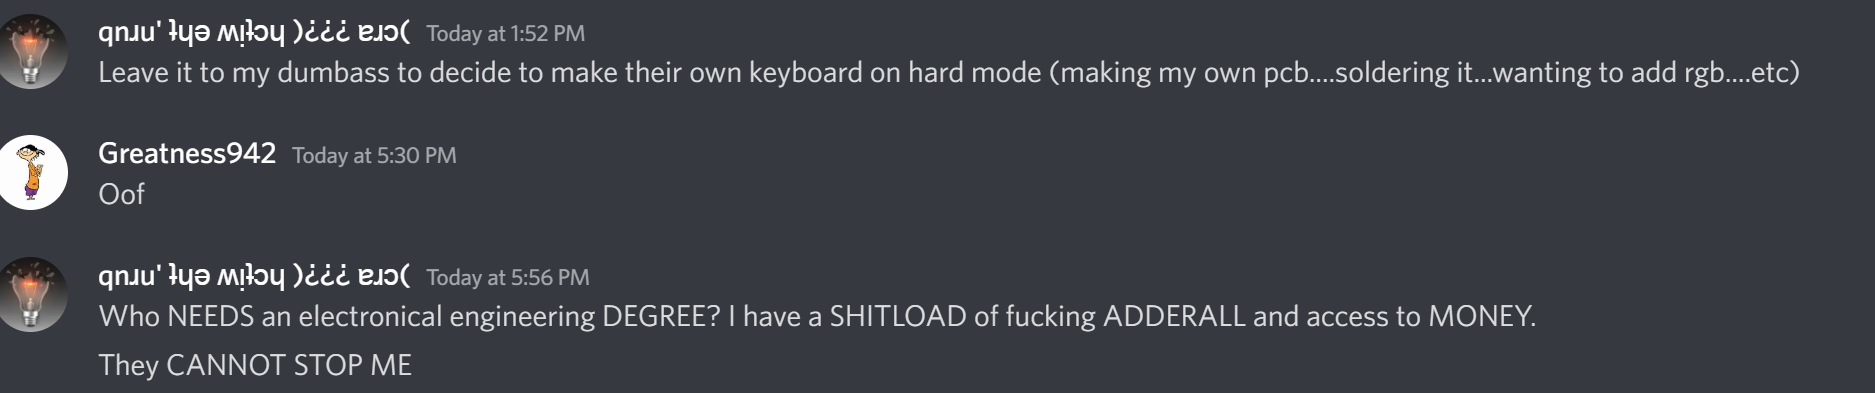 qnɹu' ʇɥǝ ʍịʇɔɥ )¿¿¿ ɐɹɔ( Today at 1:52 PM
Leave it to my dumbass to decide to make their own keyboard on hard mode (making my own pcb....soldering it...wanting to add rgb....etc)
Greatness942 Today at 5:30 PM
Oof
qnɹu' ʇɥǝ ʍịʇɔɥ )¿¿¿ ɐɹɔ( Today at 5:56 PM
Who NEEDS an electronical engineering DEGREE? I have a SHITLOAD of fucking ADDERALL and access to MONEY.
They CANNOT STOP ME